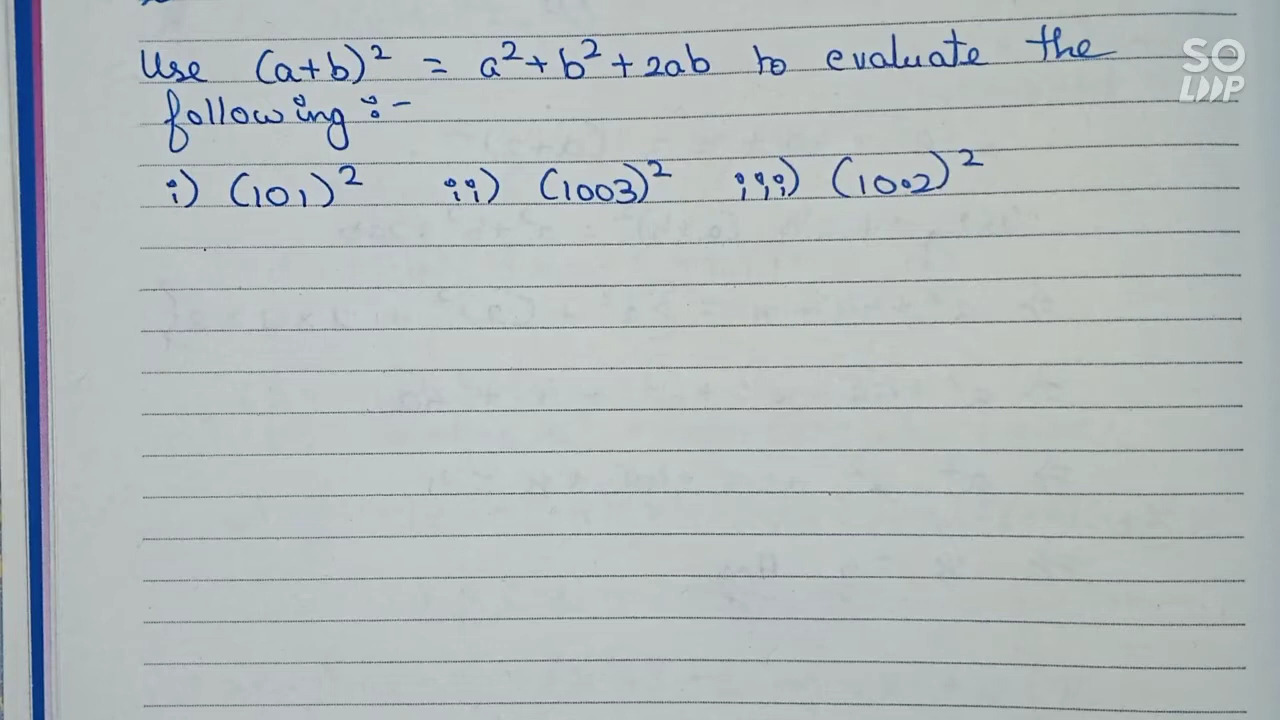 Use (a+b)² = a²+b²+2ab to evaluate the
following :-
i) (101)² ii) (1003)² iii) (10.2)²
SO
LOOP